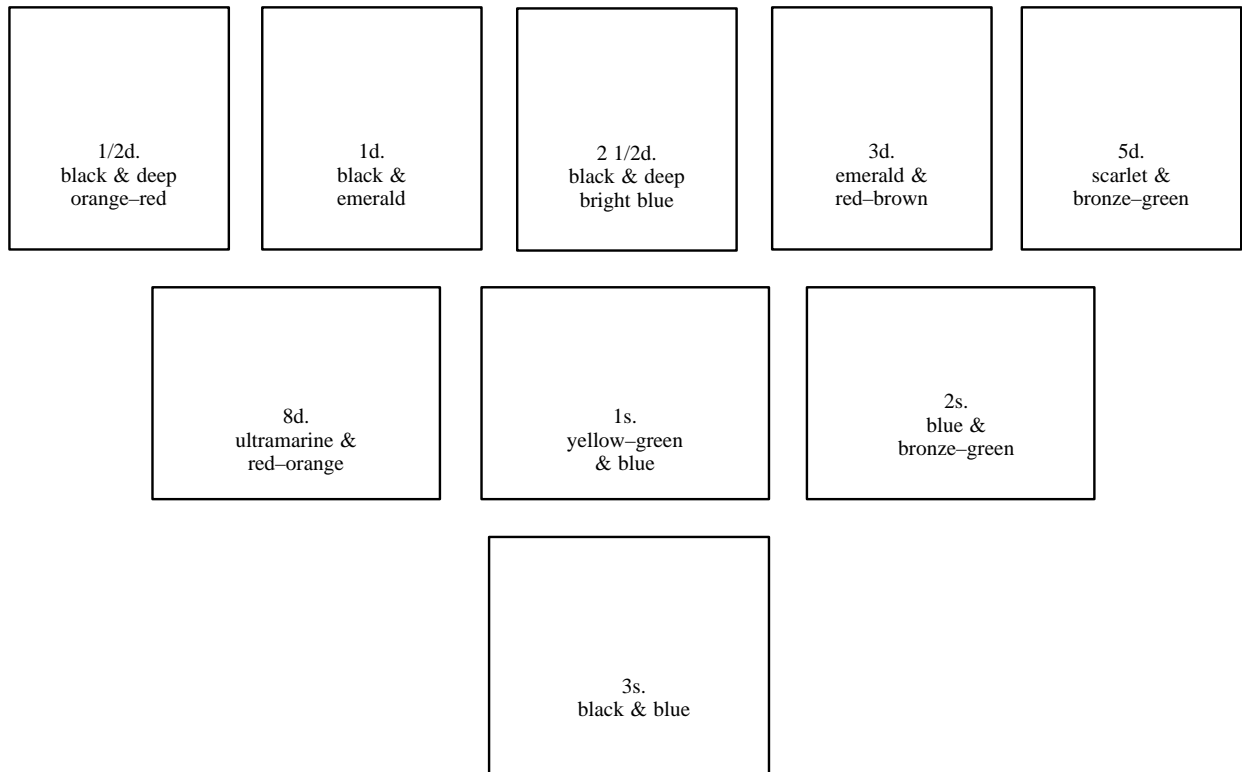 1/2d.
black & deep
orange–red
1d.
black &
emerald
2 1/2d.
black & deep
bright blue
3d.
emerald &
red–brown
5d.
scarlet &
bronze–green
8d.
ultramarine &
red–orange
1s.
yellow–green
& blue
2s.
blue &
bronze–green
3s.
black & blue